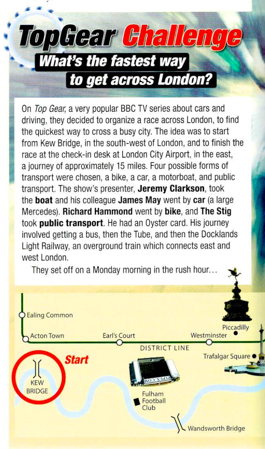 TopGear Challenge
What's the fastest way
to get across London?
On Top Gear, a very popular BBC TV series about cars and
driving, they decided to organize a race across London, to find
the quickest way to cross a busy city. The idea was to start
from Kew Bridge, in the south-west of London, and to finish the
race at the check-in desk at London City Airport, in the east,
a journey of approximately 15 miles. Four possible forms of
transport were chosen, a bike, a car, a motorboat, and public
transport. The show's presenter, Jeremy Clarkson, took
the boat and his colleague James May went by car (a large
Mercedes). Richard Hammond went by bike, and The Stig
took public transport. He had an Oyster card. His journey
involved getting a bus, then the Tube, and then the Docklands
Light Railway, an overground train which connects east and
west London.
They set off on a Monday morning in the rush hour…
Ealing Common
Piccadilly
Acton Town
Earl's Court
Westminster
DISTRICT LINE
Trafalgar Square
Start
KEW
BRIDGE
Fulham
Football
Club
Wandsworth Bridge